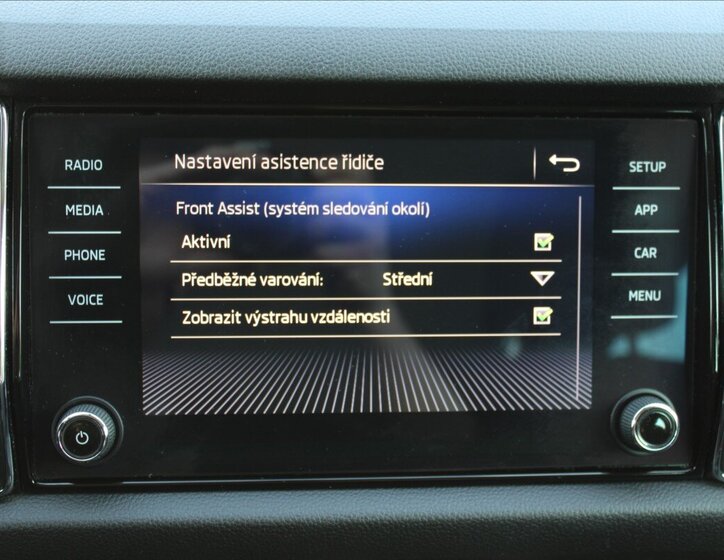 RADIO
MEDIA
PHONE
VOICE
Nastavení asistence řidiče
Front Assist (systém sledování okolí)
Aktivní
Předběžné varování: Střední
Zobrazit výstrahu vzdálenosti
SETUP
APP
CAR
MENU